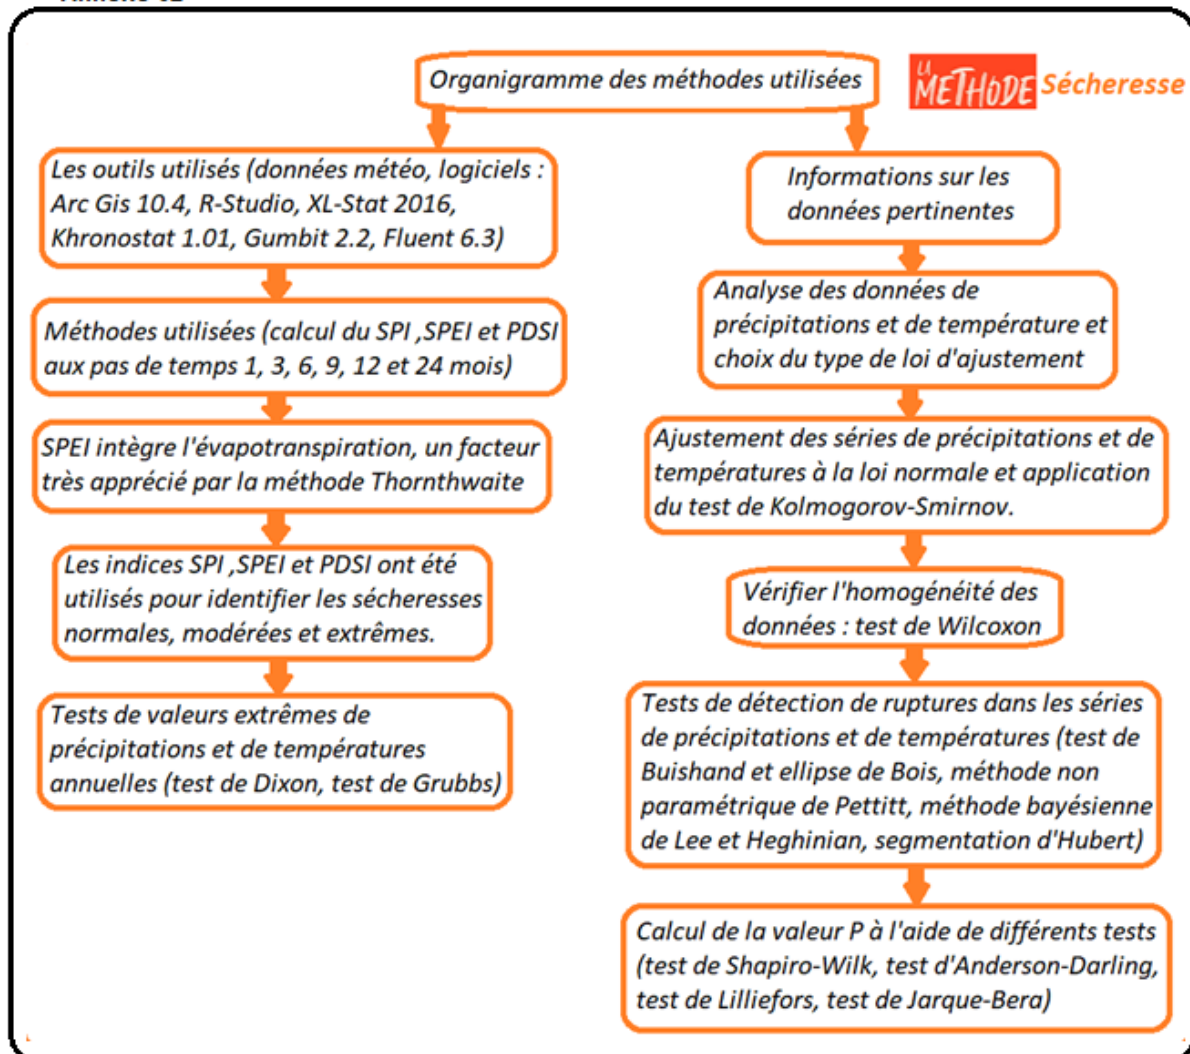 Organigramme des méthodes utilisées
LA
METHODE
Sécheresse
Les outils utilisés (données météo, logiciels :
Arc Gis 10.4, R-Studio, XL-Stat 2016,
Khronostat 1.01, Gumbit 2.2, Fluent 6.3)
Méthodes utilisées (calcul du SPI ,SPEI et PDSI
aux pas de temps 1, 3, 6, 9, 12 et 24 mois)
SPEI intègre l'évapotranspiration, un facteur
très apprécié par la méthode Thornthwaite
Les indices SPI ,SPEI et PDSI ont été
utilisés pour identifier les sécheresses
normales, modérées et extrêmes.
Tests de valeurs extrêmes de
précipitations et de températures
annuelles (test de Dixon, test de Grubbs)
Informations sur les
données pertinentes
Analyse des données de
précipitations et de température et
choix du type de loi d'ajustement
Ajustement des séries de précipitations et de
températures à la loi normale et application
du test de Kolmogorov-Smirnov.
Vérifier l'homogénéité des
données : test de Wilcoxon
Tests de détection de ruptures dans les séries
de précipitations et de températures (test de
Buishand et ellipse de Bois, méthode non
paramétrique de Pettitt, méthode bayésienne
de Lee et Heghinian, segmentation d'Hubert)
Calcul de la valeur P à l'aide de différents tests
(test de Shapiro-Wilk, test d'Anderson-Darling,
test de Lilliefors, test de Jarque-Bera)